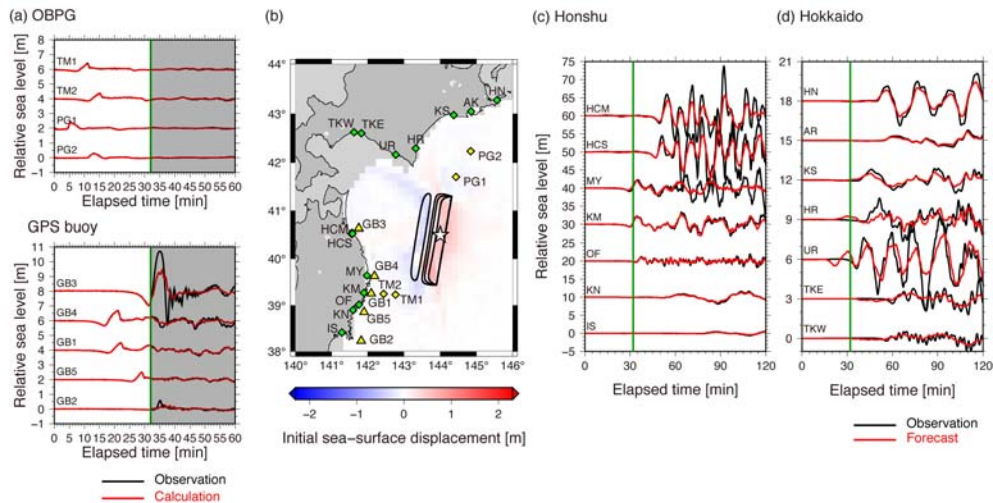 (a) OBPG
Relative sea level [m]
8
7
6
5
4
3
2
1
0
−1
TM1
TM2
PG1
PG2
0 5 10 15 20 25 30 35 40 45 50 55 60
Elapsed time [min]
GPS buoy
Relative sea level [m]
11
10
9
8
7
6
5
4
3
2
1
0
−1
GB3
GB4
GB1
GB5
GB2
0 5 10 15 20 25 30 35 40 45 50 55 60
Elapsed time [min]
Observation
Calculation
(b)
44°
43°
42°
41°
40°
39°
38°
HN
AK
KS
TKW TKE
HR
UR
PG2
PG1
GB3
HCM
HCS
MY
GB4
KM
TM2
OF
GB1
TM1
KN
GB5
IS
GB2
140° 141° 142° 143° 144° 145° 146°
−2 −1 0 1 2
Initial sea−surface displacement [m]
(c) Honshu
Relative sea level [m]
75
70
65
60
55
50
45
40
35
30
25
20
15
10
5
0
−5
HCM
HCS
MY
KM
OF
KN
IS
0 30 60 90 120
Elapsed time [min]
(d) Hokkaido
Relative sea level [m]
21
18
15
12
9
6
3
0
HN
AR
KS
HR
UR
TKE
TKW
0 30 60 90 120
Elapsed time [min]
Observation
Forecast